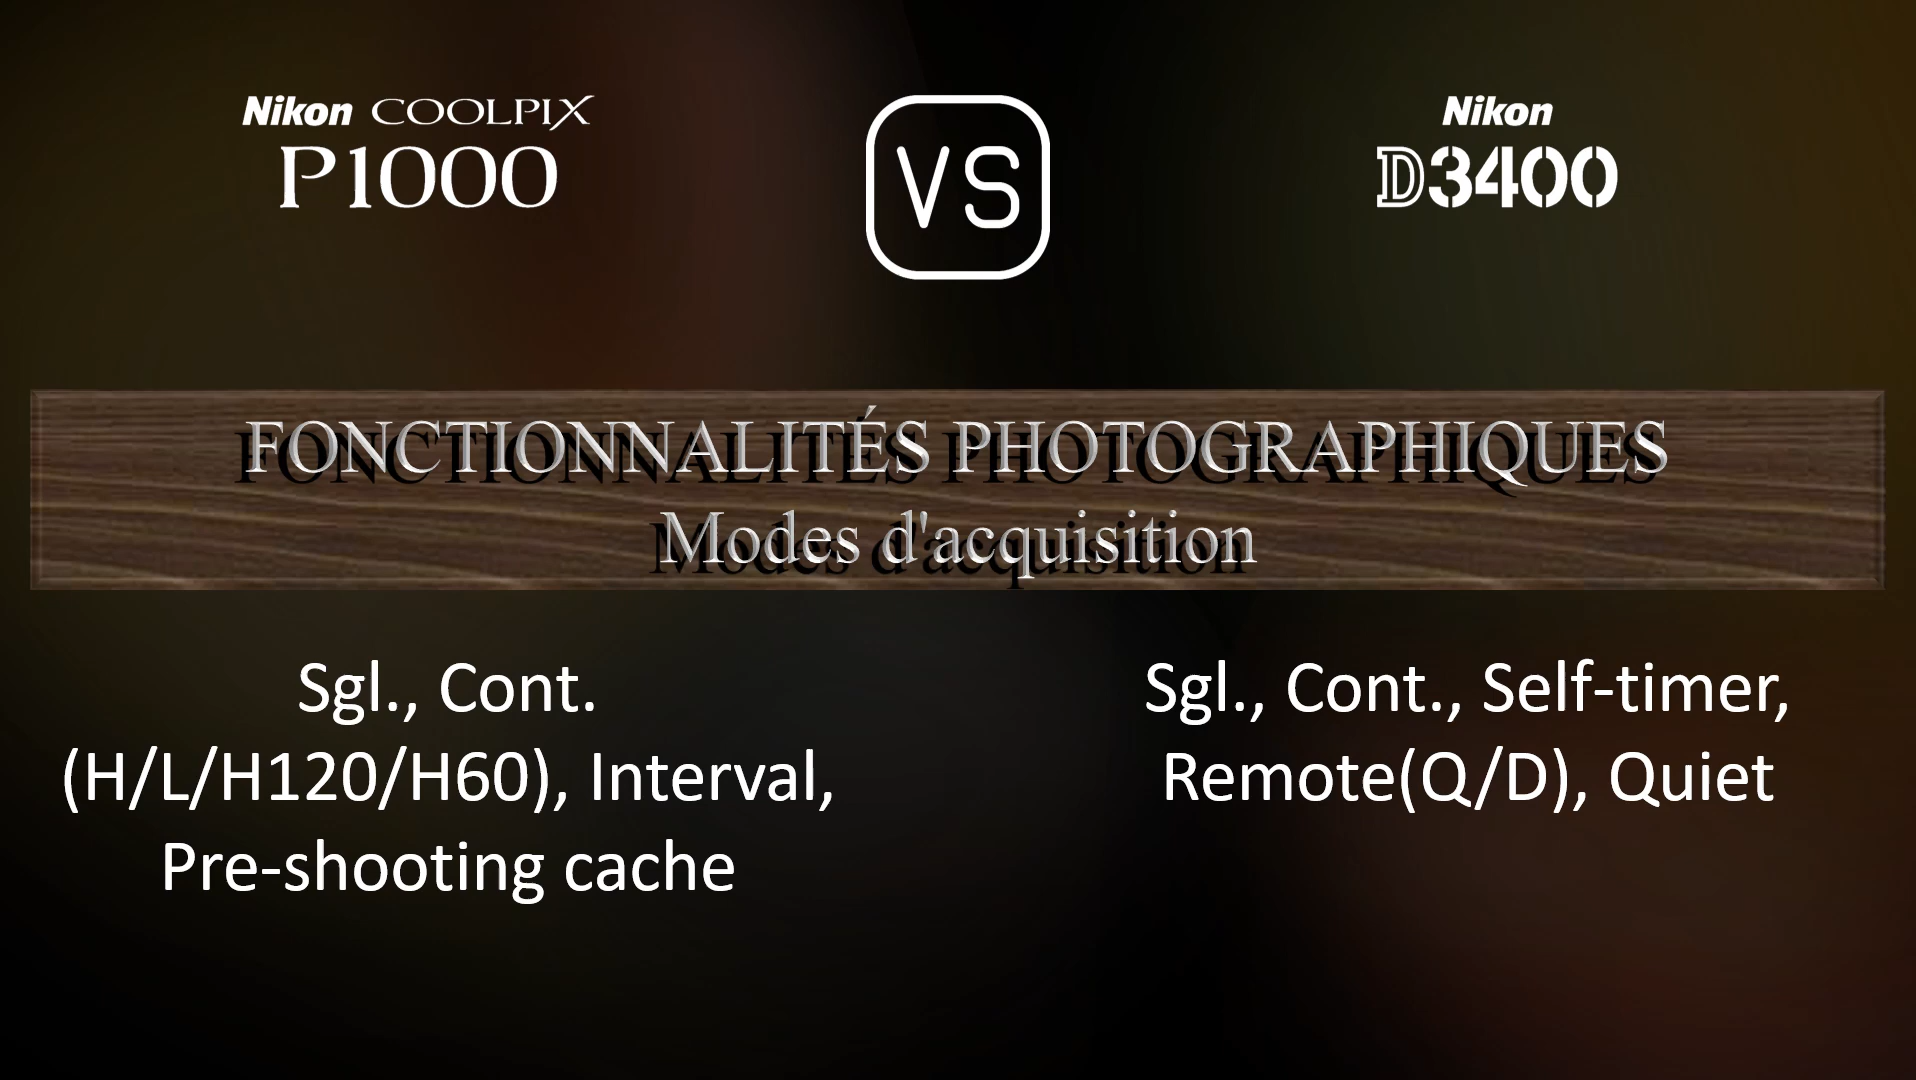 Nikon COOLPIX
P1000
VS
Nikon
D3400
FONCTIONNALITÉS PHOTOGRAPHIQUES
Modes d'acquisition
Sgl., Cont.
(H/L/H120/H60), Interval,
Pre-shooting cache
Sgl., Cont., Self-timer,
Remote(Q/D), Quiet